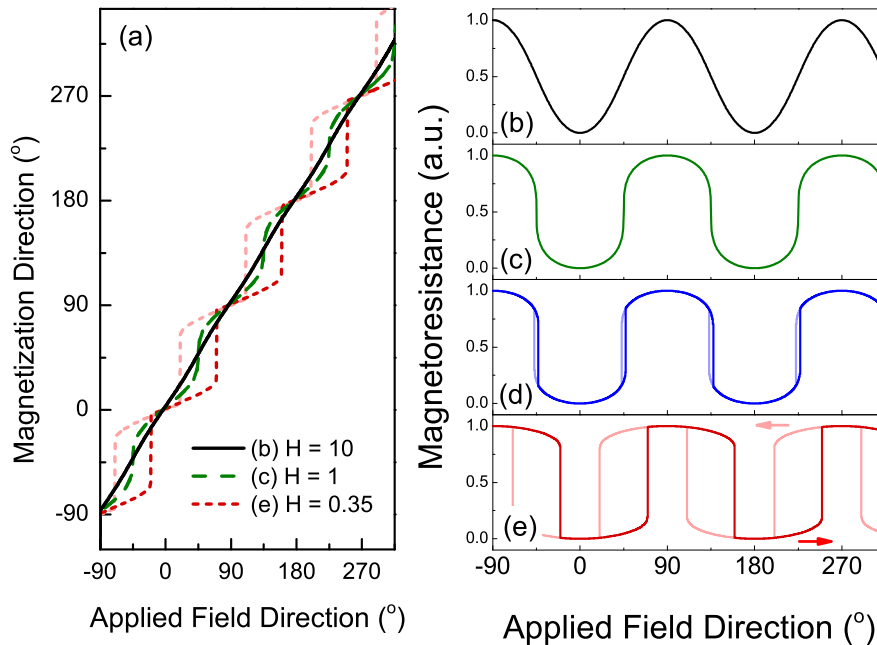 (a)
Magnetization Direction (°)
270
180
90
0
-90
(b) H = 10
(c) H = 1
(e) H = 0.35
-90 0 90 180 270
Applied Field Direction (°)
Magnetoresistance (a.u.)
1.0
0.5
0.0
(b)
1.0
0.5
0.0
(c)
1.0
0.5
0.0
(d)
1.0
0.5
0.0
(e)
-90 0 90 180 270
Applied Field Direction (°)